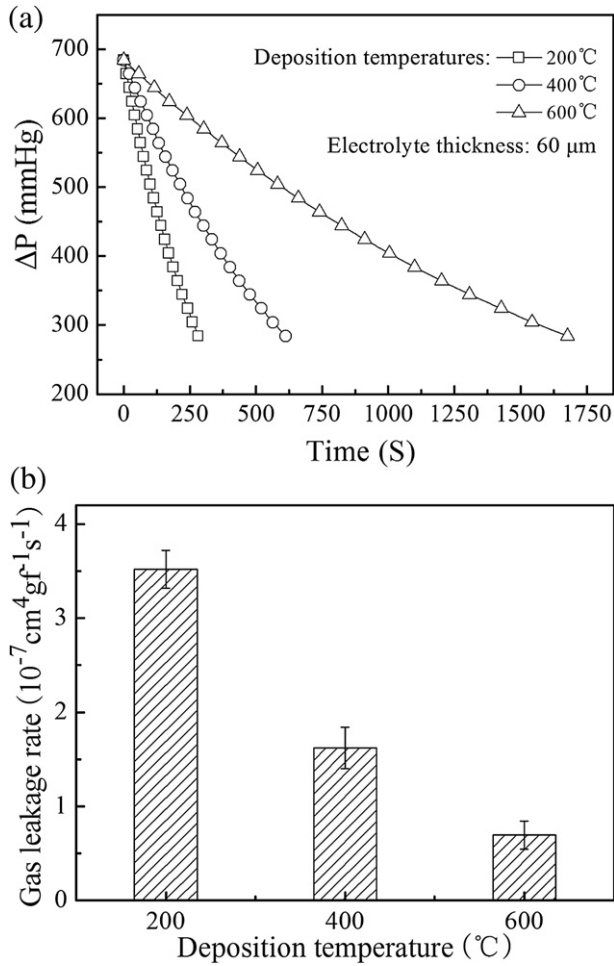 (a)
700
600
500
400
300
200
ΔP (mmHg)
Deposition temperatures:
200℃
400℃
600℃
Electrolyte thickness: 60 μm
0 250 500 750 1000 1250 1500 1750
Time (S)
(b)
4
3
2
1
0
Gas leakage rate (10⁻⁷cm⁴gf⁻¹s⁻¹)
200 400 600
Deposition temperature (℃)